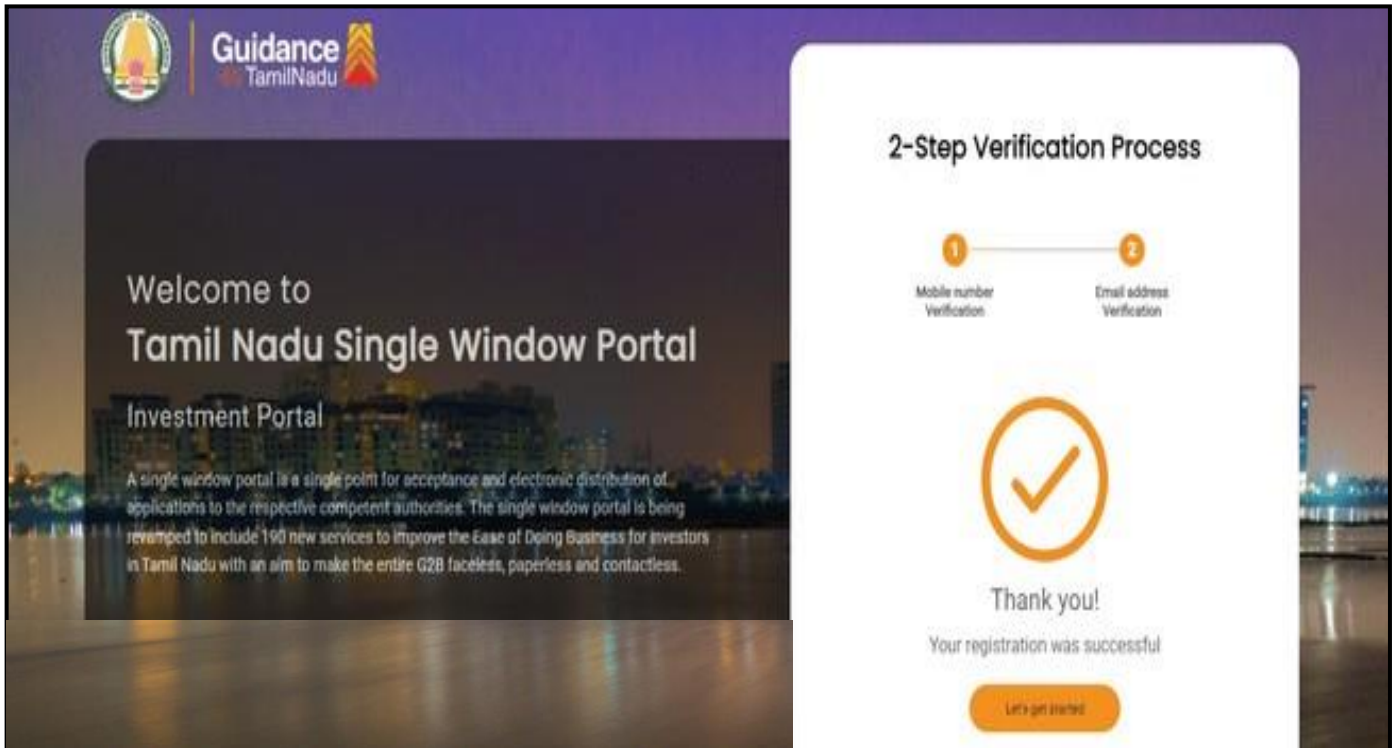 Guidance
TamilNadu
Welcome to
Tamil Nadu Single Window Portal
Investment Portal
A single window portal is a single point for acceptance and electronic distribution of
applications to the respective competent authorities. The single window portal is being
revamped to include 190 new services to improve the Ease of Doing Business for investors
in Tamil Nadu with an aim to make the entire G2B faceless, paperless and contactless.
2-Step Verification Process
1
2
Mobile number
Verification
Email address
Verification
Thank you!
Your registration was successful
Let's get started